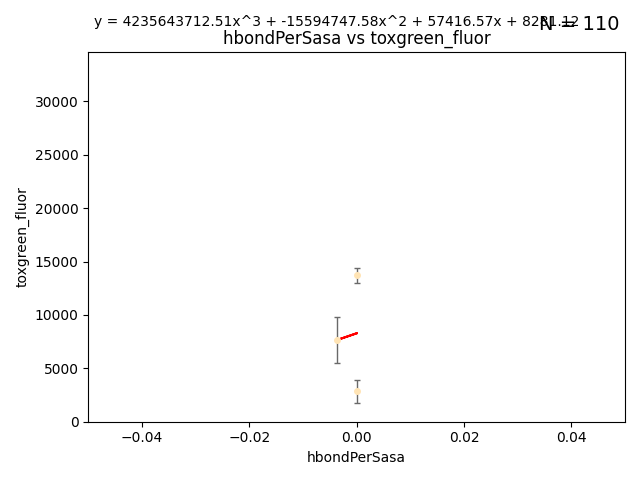 y = 4235643712.51x^3 + -15594747.58x^2 + 57416.57x + 8281.12
N = 110
hbondPerSasa vs toxgreen_fluor
30000
25000
20000
15000
10000
5000
0
toxgreen_fluor
−0.04
−0.02
0.00
0.02
0.04
hbondPerSasa